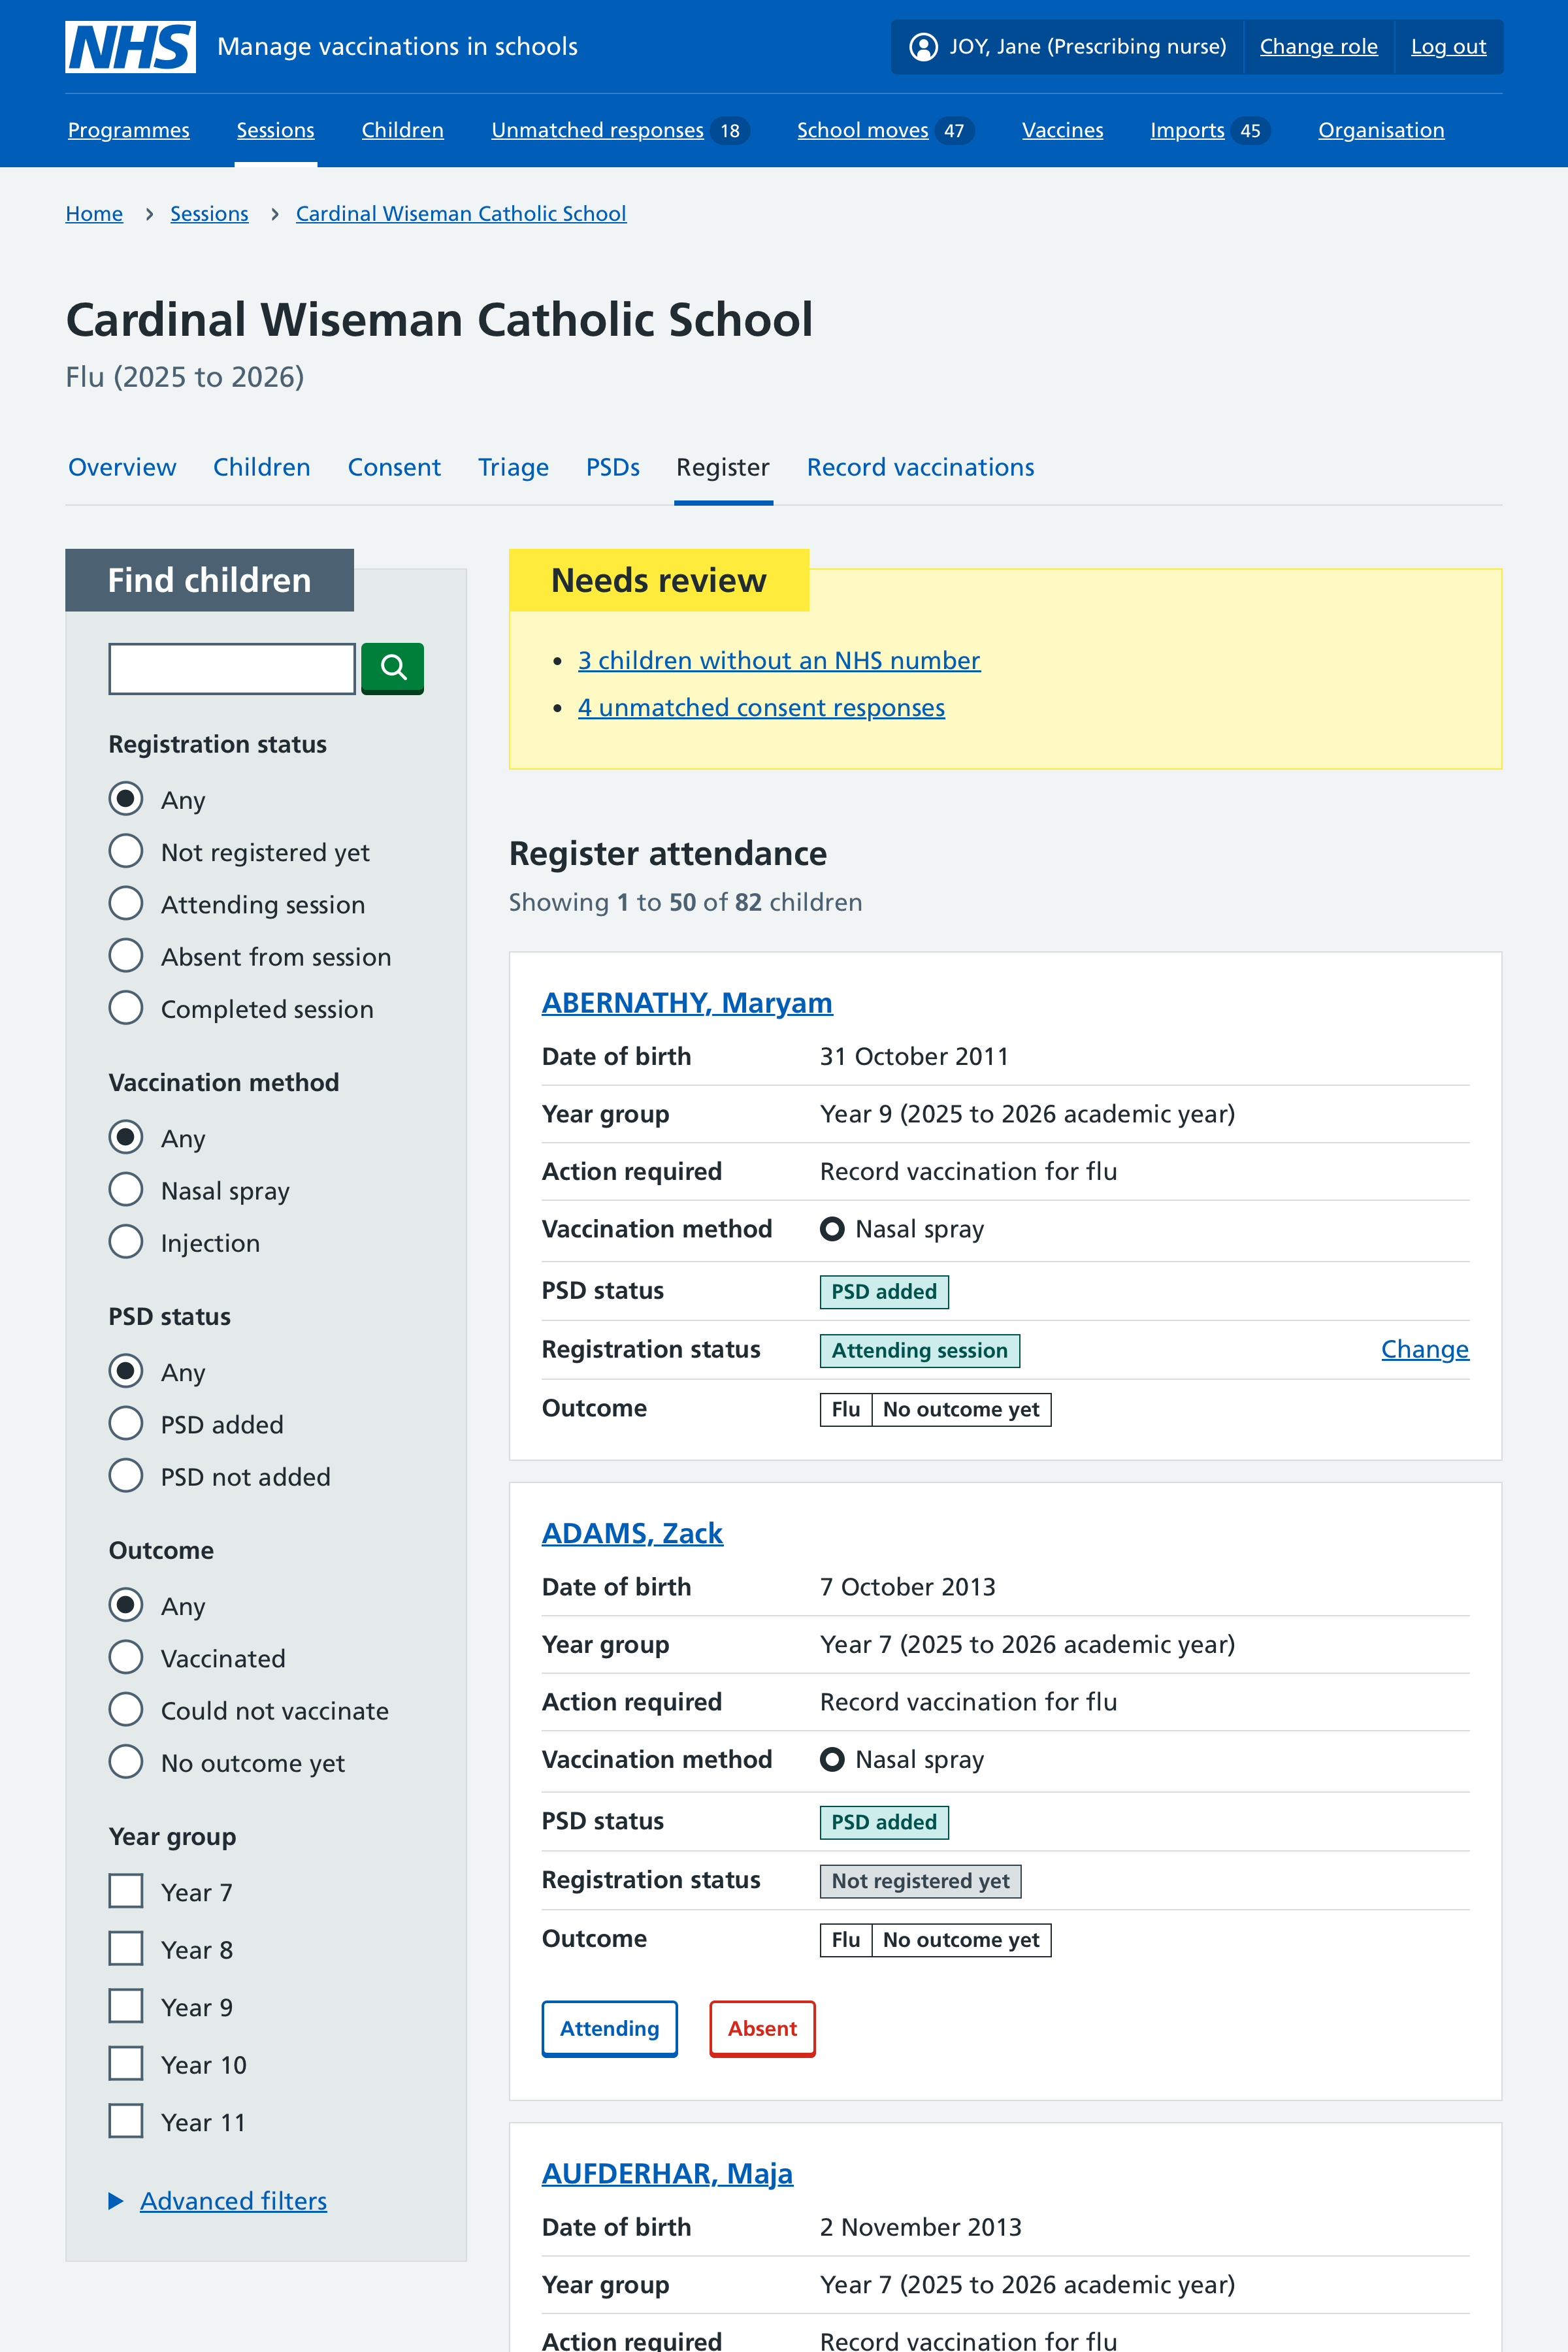 NHS Manage vaccinations in schools
JOY, Jane (Prescribing nurse) Change role Log out
Programmes Sessions Children Unmatched responses 18 School moves 47 Vaccines Imports 45 Organisation
Home › Sessions › Cardinal Wiseman Catholic School
Cardinal Wiseman Catholic School
Flu (2025 to 2026)
Overview Children Consent Triage PSDs Register Record vaccinations
Find children
Registration status
Any
Not registered yet
Attending session
Absent from session
Completed session
Vaccination method
Any
Nasal spray
Injection
PSD status
Any
PSD added
PSD not added
Outcome
Any
Vaccinated
Could not vaccinate
No outcome yet
Year group
Year 7
Year 8
Year 9
Year 10
Year 11
Advanced filters
Needs review
• 3 children without an NHS number
• 4 unmatched consent responses
Register attendance
Showing 1 to 50 of 82 children
ABERNATHY, Maryam
Date of birth 31 October 2011
Year group Year 9 (2025 to 2026 academic year)
Action required Record vaccination for flu
Vaccination method Nasal spray
PSD status PSD added
Registration status Attending session Change
Outcome Flu No outcome yet
ADAMS, Zack
Date of birth 7 October 2013
Year group Year 7 (2025 to 2026 academic year)
Action required Record vaccination for flu
Vaccination method Nasal spray
PSD status PSD added
Registration status Not registered yet
Outcome Flu No outcome yet
Attending Absent
AUFDERHAR, Maja
Date of birth 2 November 2013
Year group Year 7 (2025 to 2026 academic year)
Action required Record vaccination for flu